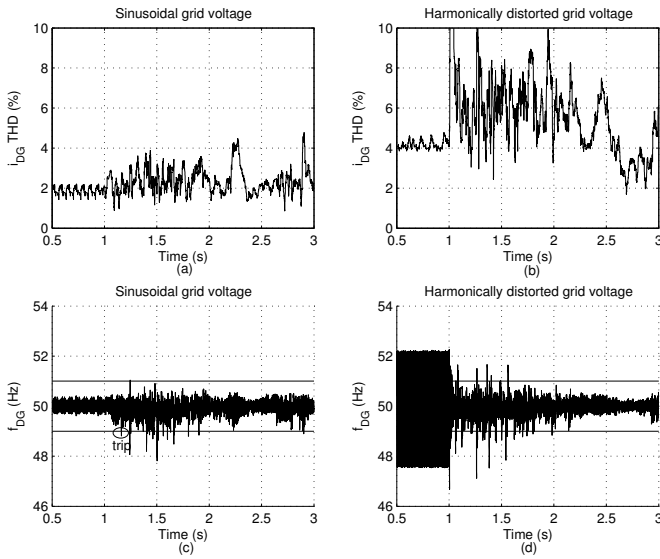 Sinusoidal grid voltage
10
8
6
4
2
0
i_DG THD (%)
0.5 1 1.5 2 2.5 3
Time (s)
(a)
Harmonically distorted grid voltage
10
8
6
4
2
0
i_DG THD (%)
0.5 1 1.5 2 2.5 3
Time (s)
(b)
Sinusoidal grid voltage
54
52
50
48
46
f_DG (Hz)
trip
0.5 1 1.5 2 2.5 3
Time (s)
(c)
Harmonically distorted grid voltage
54
52
50
48
46
f_DG (Hz)
0.5 1 1.5 2 2.5 3
Time (s)
(d)